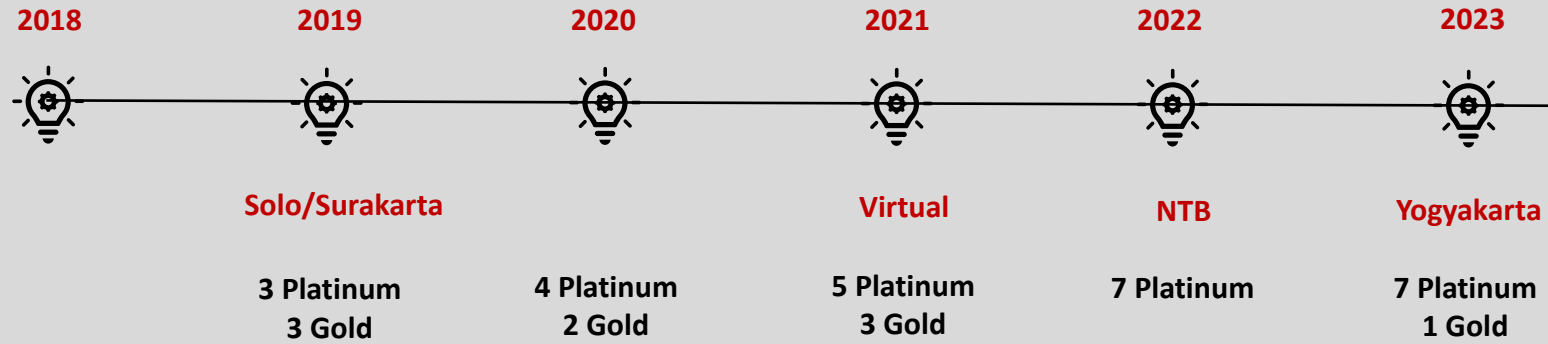 2018 2019 2020 2021 2022 2023
Solo/Surakarta Virtual NTB Yogyakarta
3 Platinum 4 Platinum 5 Platinum 7 Platinum 7 Platinum
3 Gold 2 Gold 3 Gold 1 Gold